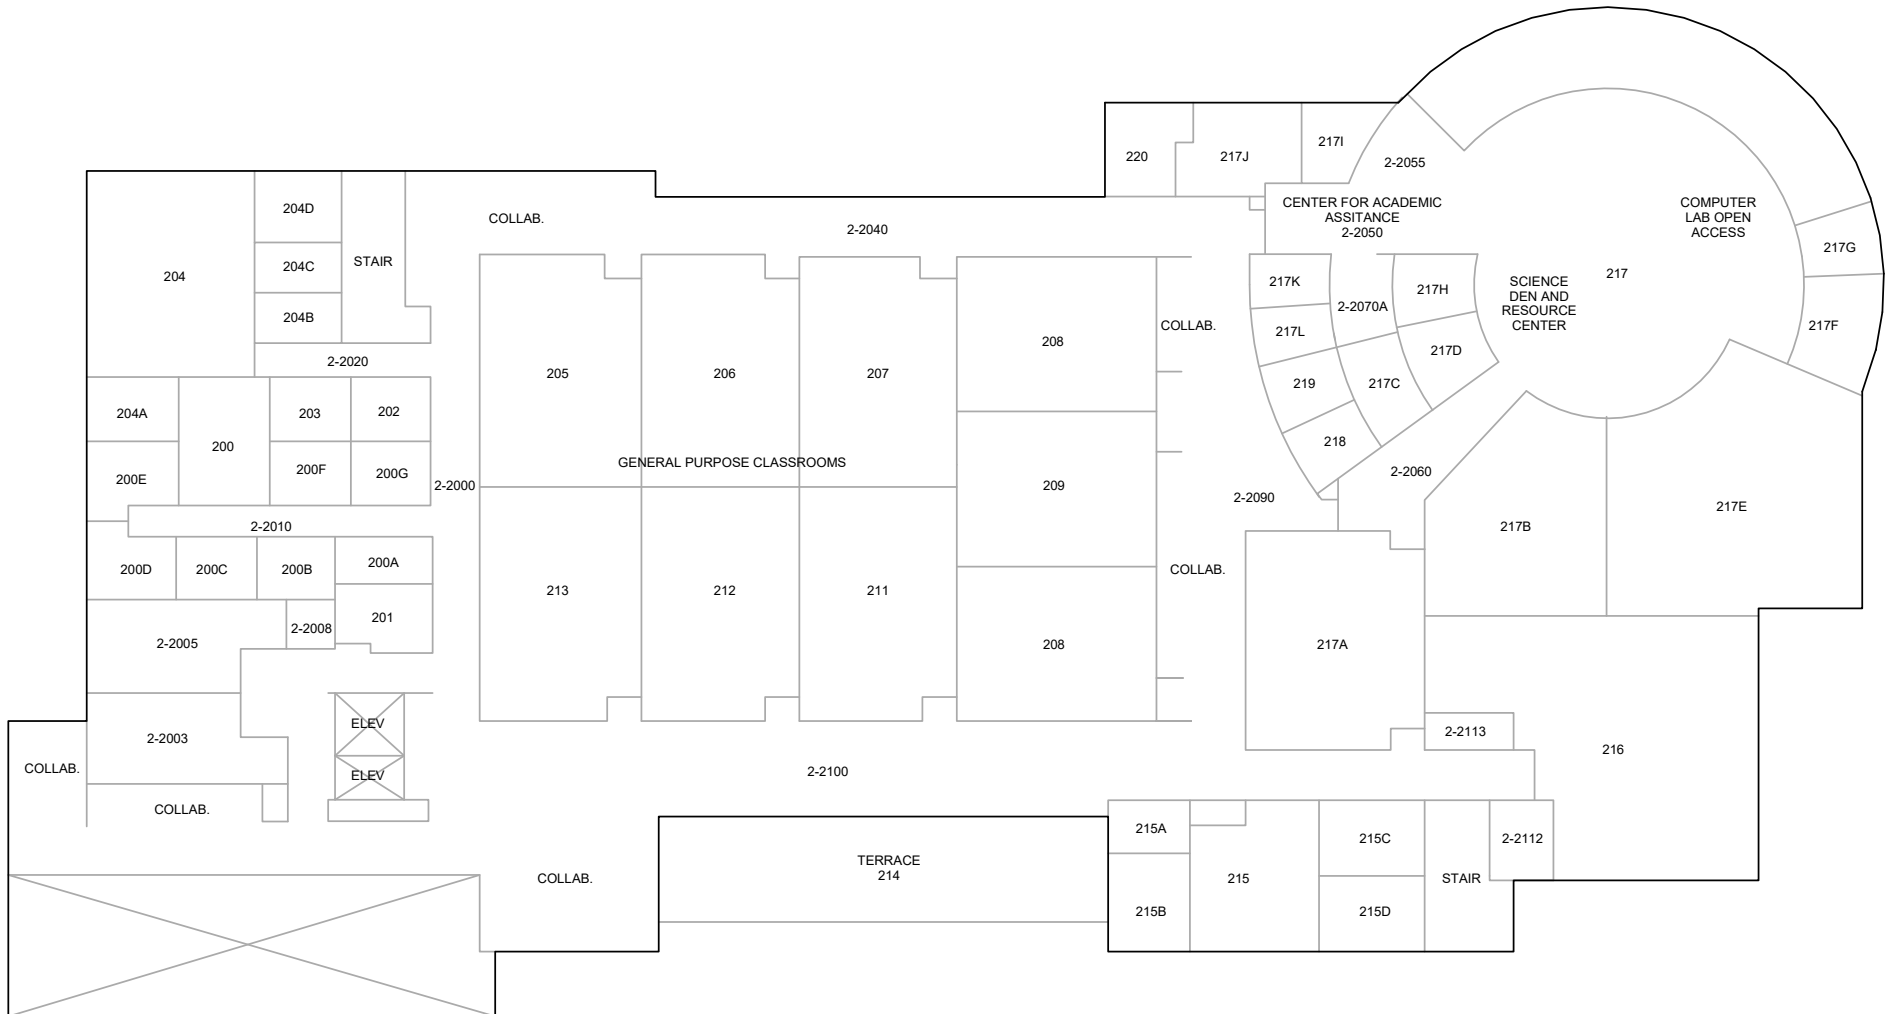 217I
220
217J
2-2055
CENTER FOR ACADEMIC
ASSITANCE
2-2050
COMPUTER
LAB OPEN
ACCESS
204D
COLLAB.
2-2040
217G
204
204C
STAIR
217
217K
217H
SCIENCE
DEN AND
RESOURCE
CENTER
2-2070A
204B
COLLAB.
217L
217F
208
217D
2-2020
205
206
207
219
217C
204A
203
202
200
218
GENERAL PURPOSE CLASSROOMS
200E
200F
200G
2-2000
209
2-2090
2-2060
217E
2-2010
217B
200D
200C
200B
200A
COLLAB.
213
212
211
201
2-2008
2-2005
208
217A
ELEV
2-2003
2-2113
216
COLLAB.
ELEV
2-2100
COLLAB.
215A
215C
2-2112
TERRACE
214
COLLAB.
215
STAIR
215B
215D